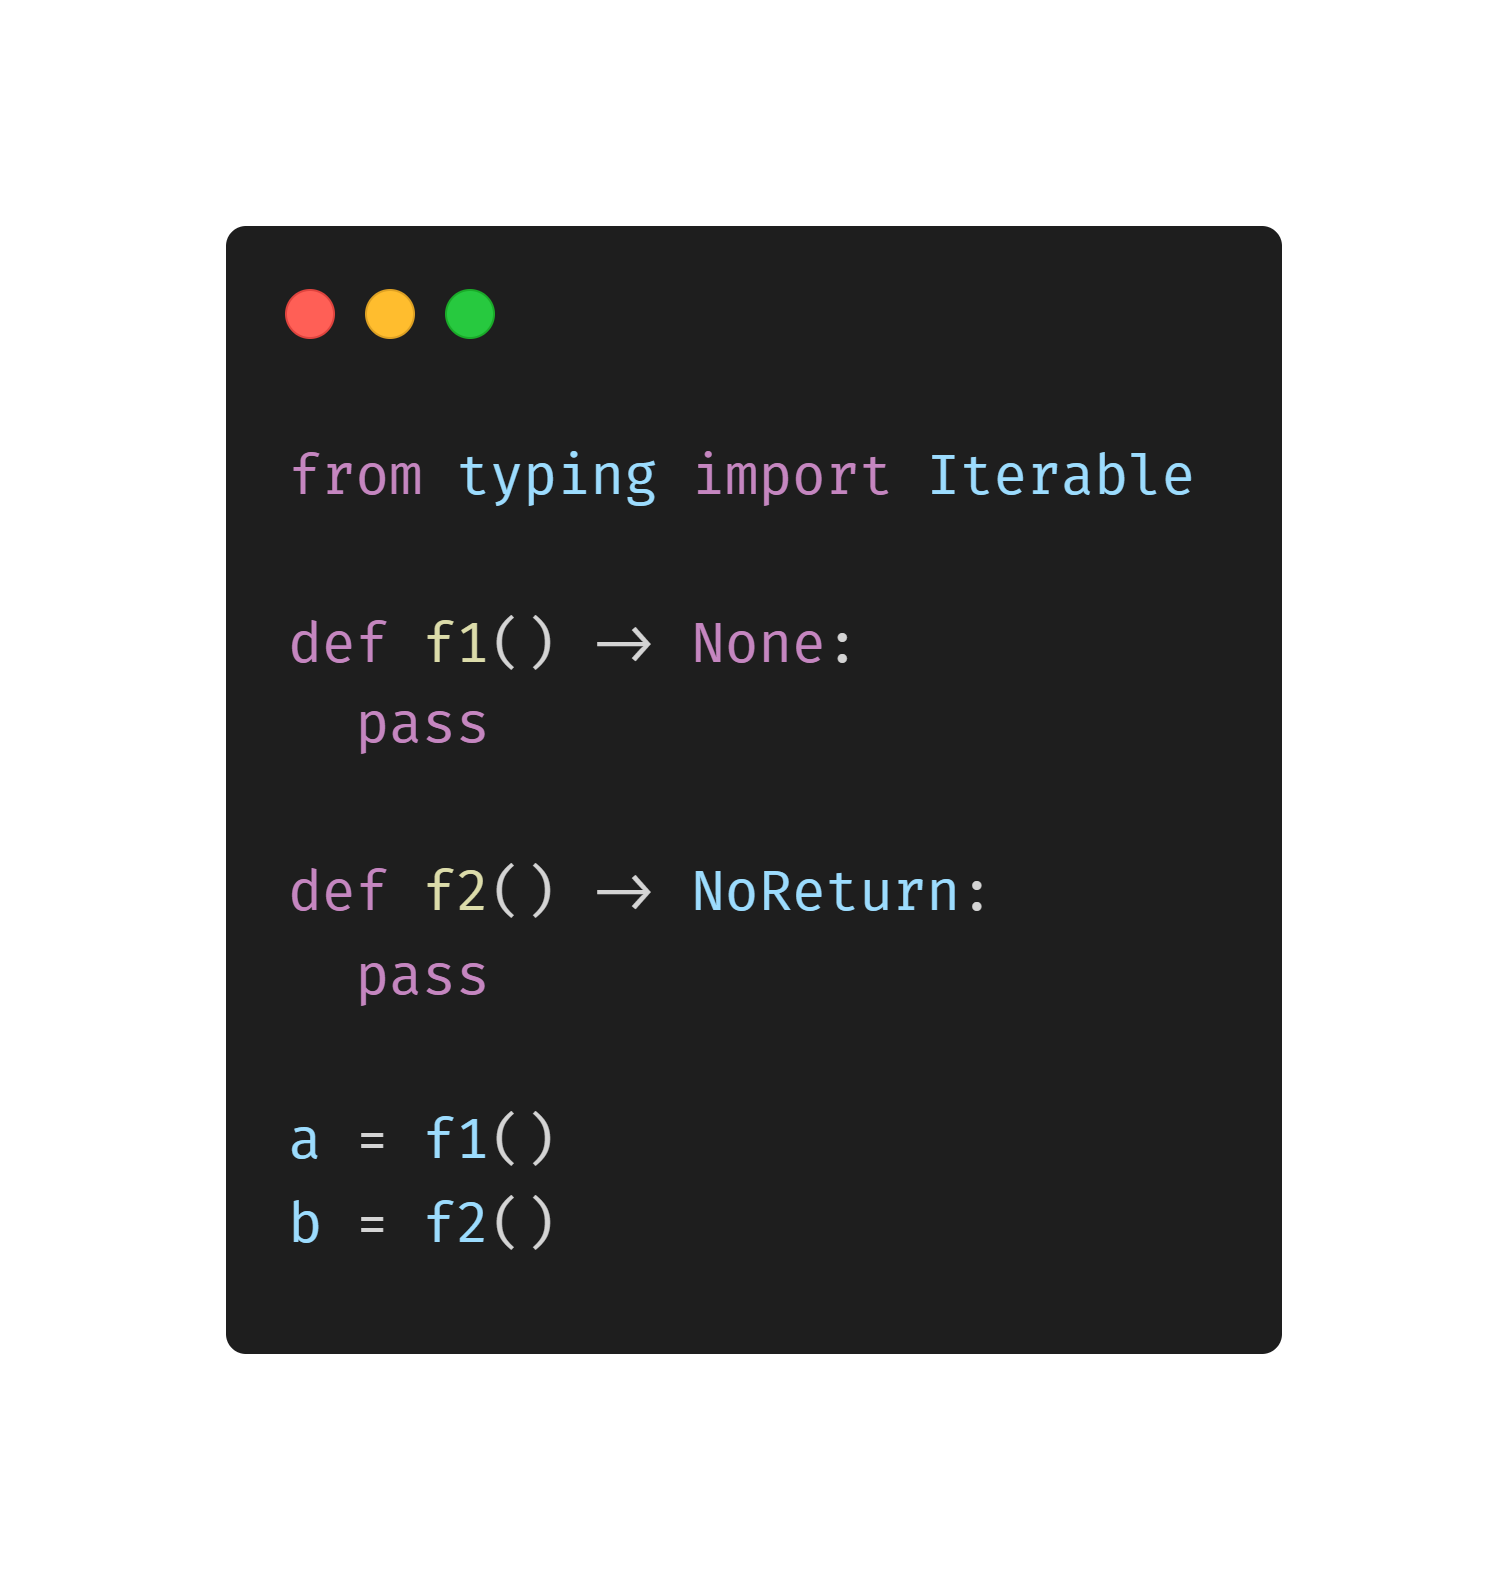 from typing import Iterable
def f1() -> None:
  pass
def f2() -> NoReturn:
  pass
a = f1()
b = f2()